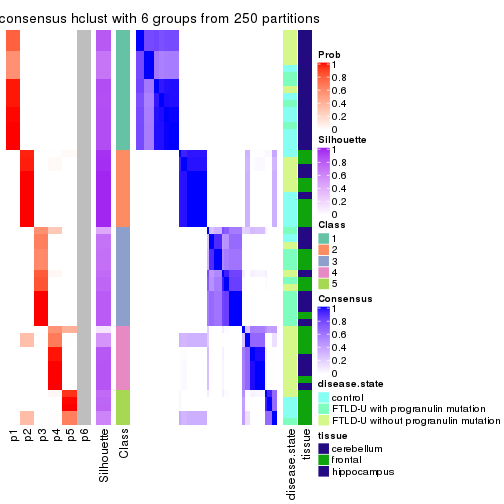 consensus hclust with 6 groups from 250 partitions
Prob
1
0.8
0.6
0.4
0.2
0
Silhouette
1
0.8
0.6
0.4
0.2
0
Class
1
2
3
4
5
Consensus
1
0.8
0.6
0.4
0.2
0
disease.state
control
FTLD-U with progranulin mutation
FTLD-U without progranulin mutation
tissue
cerebellum
frontal
hippocampus
p1
p2
p3
p4
p5
p6
Silhouette
Class
disease.state
tissue